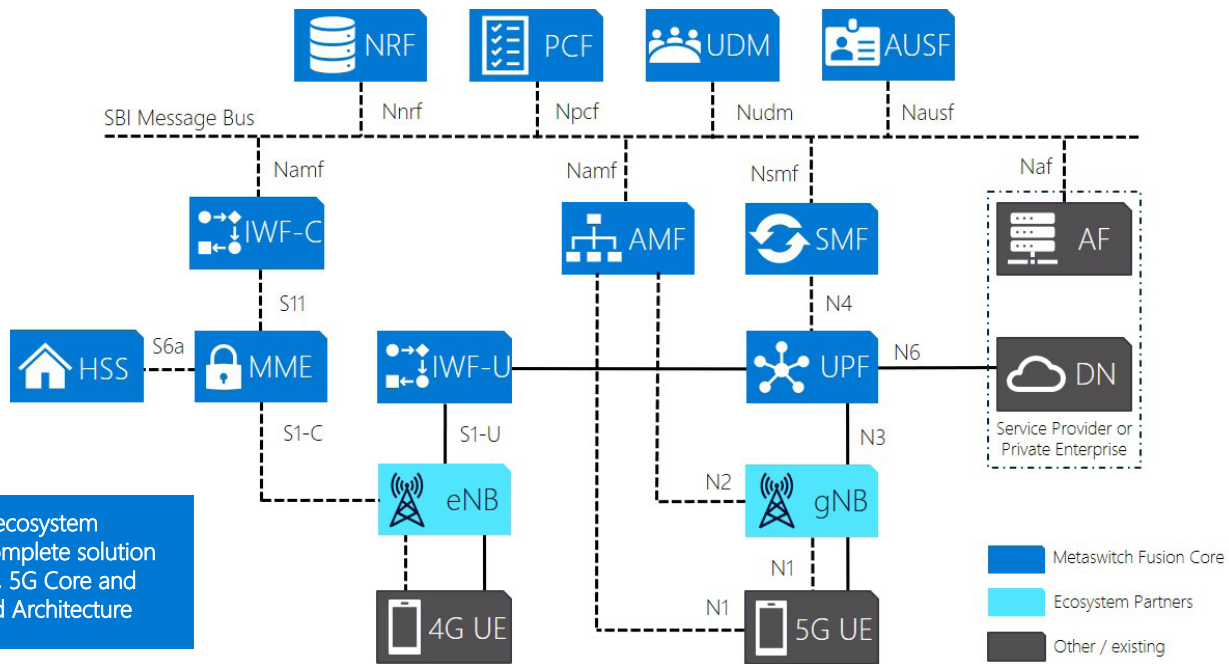 NRF
PCF
UDM
AUSF
Nnrf
Npcf
Nudm
Nausf
SBI Message Bus
Namf
Namf
Nsmf
Naf
IWF-C
AMF
SMF
AF
S11
N4
S6a
N6
HSS
MME
IWF-U
UPF
DN
Service Provider or
Private Enterprise
S1-C
S1-U
N3
N2
eNB
gNB
ecosystem
omplete solution
5G Core and
d Architecture
N1
N1
4G UE
5G UE
Metaswitch Fusion Core
Ecosystem Partners
Other / existing